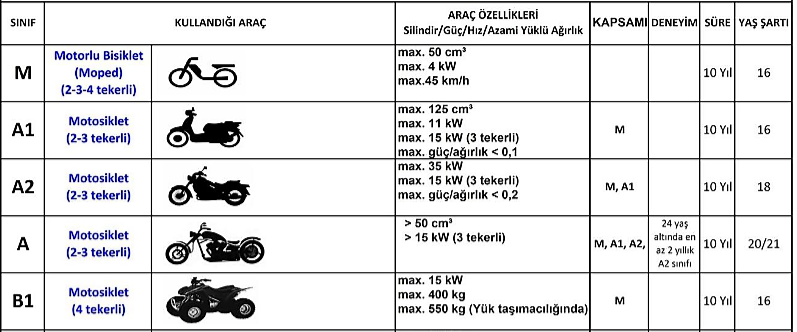 SINIF
KULLANDIĞI ARAÇ
ARAÇ ÖZELLİKLERİ
Silindir/Güç/Hız/Azami Yüklü Ağırlık
KAPSAMI
DENEYİM
SÜRE
YAŞ ŞARTI
M
Motorlu Bisiklet
(Moped)
(2-3-4 tekerli)
max. 50 cm³
max. 4 kW
max.45 km/h
10 Yıl
16
A1
Motosiklet
(2-3 tekerli)
max. 125 cm³
max. 11 kW
max. 15 kW (3 tekerli)
max. güç/ağırlık < 0,1
M
10 Yıl
16
A2
Motosiklet
(2-3 tekerli)
max. 35 kW
max. 15 kW (3 tekerli)
max. güç/ağırlık < 0,2
M, A1
10 Yıl
18
A
Motosiklet
(2-3 tekerli)
> 50 cm³
> 15 kW (3 tekerli)
M, A1, A2,
24 yaş
altında en
az 2 yıllık
A2 sınıfı
10 Yıl
20/21
B1
Motosiklet
(4 tekerli)
max. 15 kW
max. 400 kg
max. 550 kg (Yük taşımacılığında)
M
10 Yıl
16